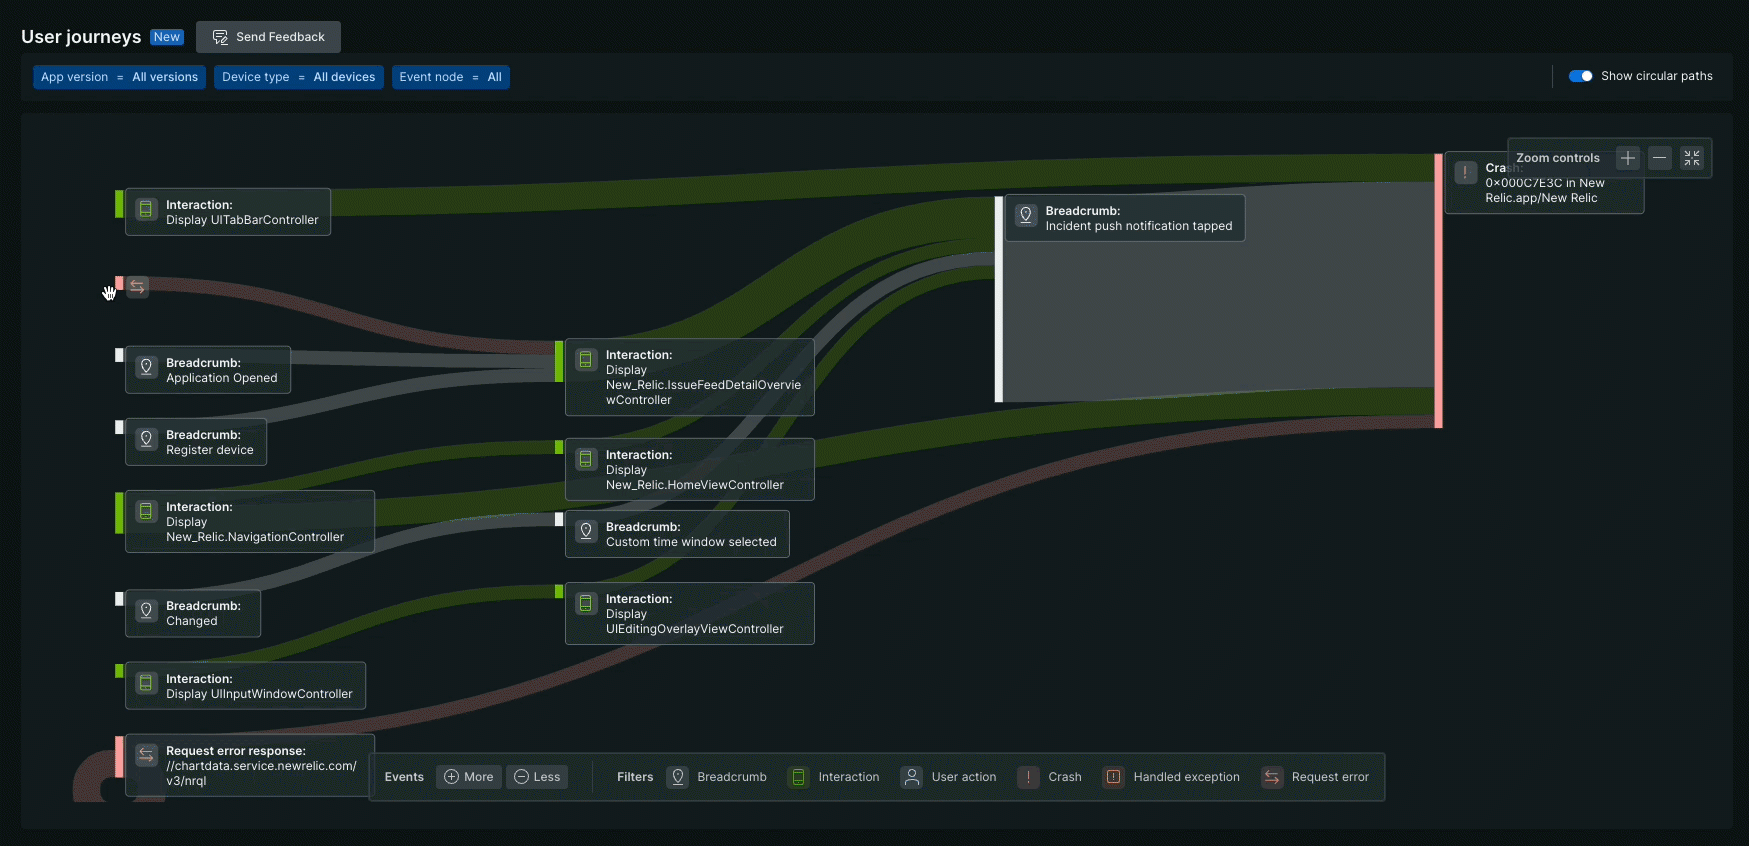 User journeys New Send Feedback
App version = All versions Device type = All devices Event node = All Show circular paths
Zoom controls
Crash:
0x000C7E3C in New
Relic.app/New Relic
Interaction:
Display UITabBarController
Breadcrumb:
Incident push notification tapped
Breadcrumb:
Application Opened
Interaction:
Display
New_Relic.IssueFeedDetailOvervie
wController
Breadcrumb:
Register device
Interaction:
Display
New_Relic.HomeViewController
Interaction:
Display
New_Relic.NavigationController
Breadcrumb:
Custom time window selected
Breadcrumb:
Changed
Interaction:
Display
UIEditingOverlayViewController
Interaction:
Display UIInputWindowController
Request error response:
//chartdata.service.newrelic.com/
v3/nrql
Events More Less Filters Breadcrumb Interaction User action Crash Handled exception Request error